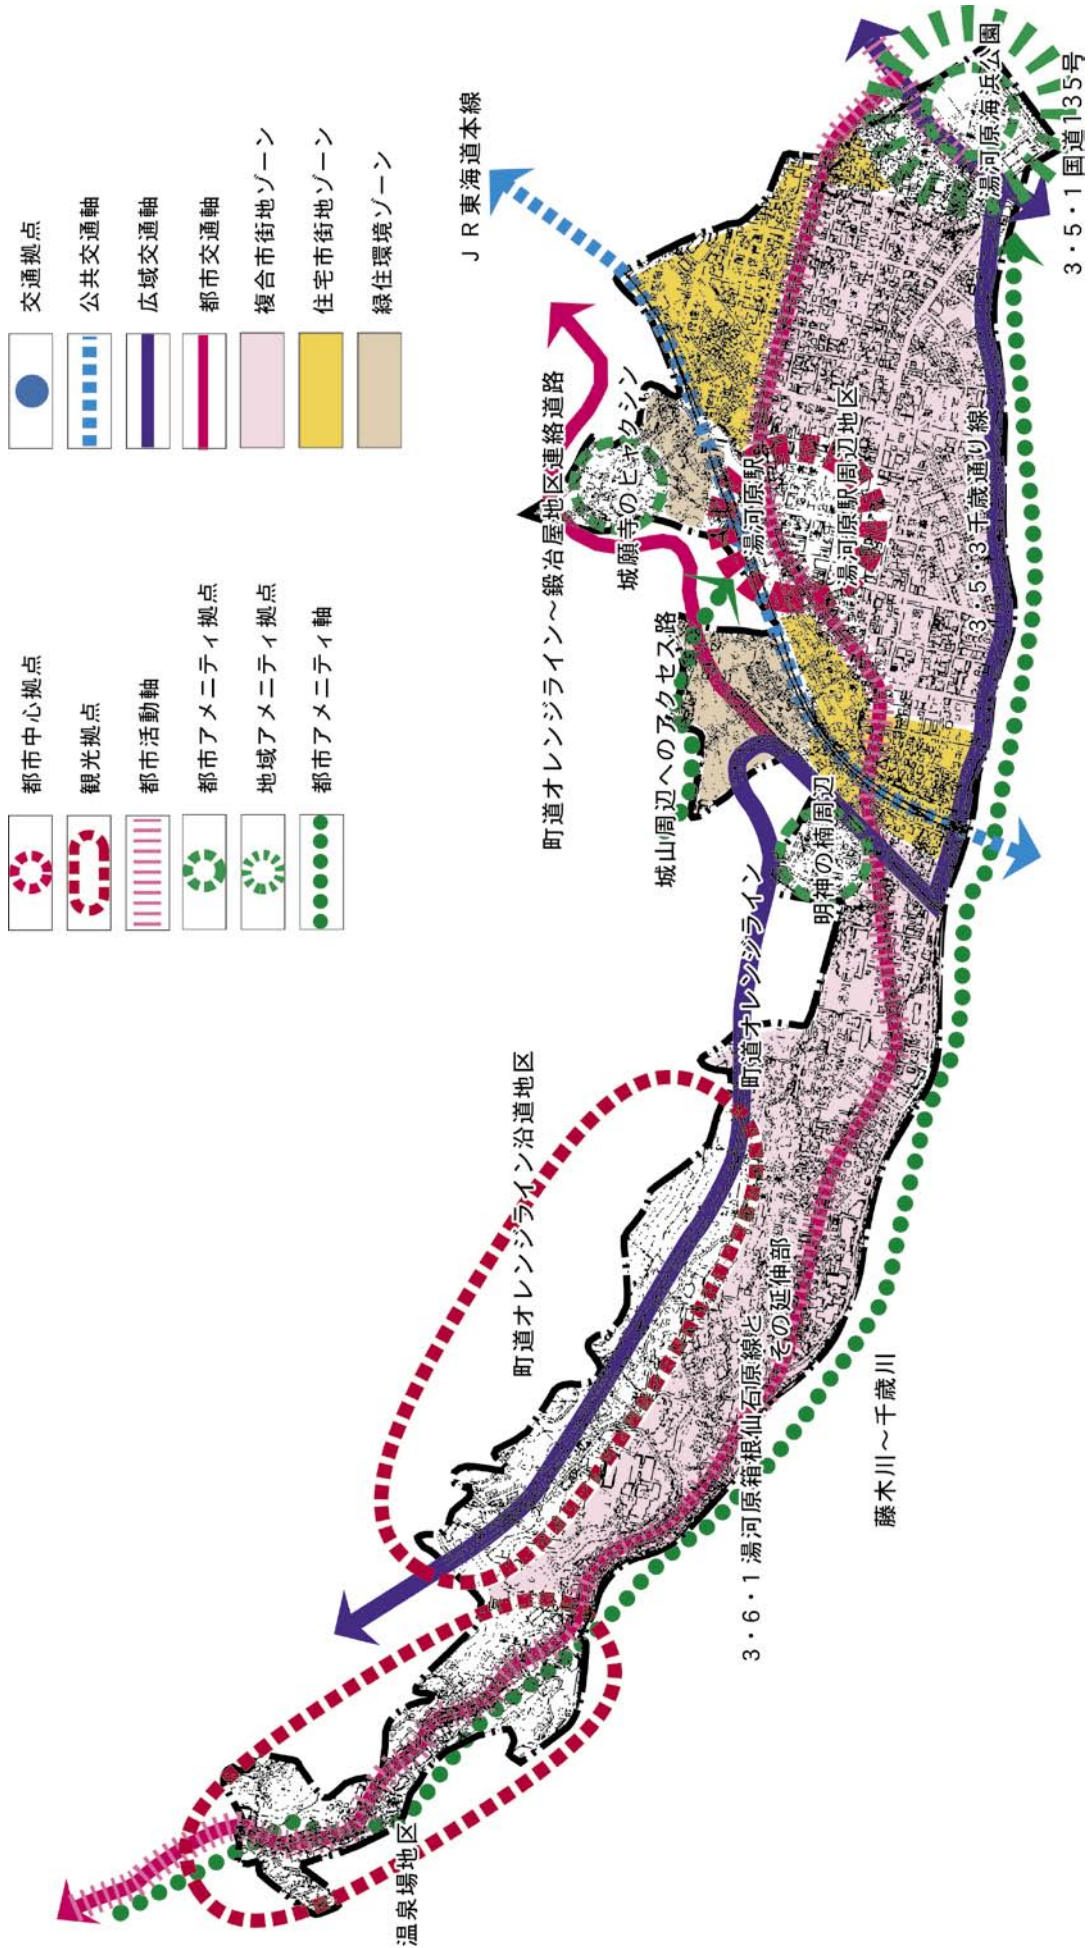 都市中心拠点
観光拠点
都市活動軸
都市アメニティ拠点
地域アメニティ拠点
都市アメニティ軸
交通拠点
公共交通軸
広域交通軸
都市交通軸
複合市街地ゾーン
住宅市街地ゾーン
緑住環境ゾーン
JR東海道本線
町道オレンジライン～鍛冶屋地区連絡道路
城願寺のビャクシン
城山周辺へのアクセス路
湯河原駅
湯河原駅周辺地区
明神の楠周辺
町道オレンジライン
町道オレンジライン沿道地区
湯河原海浜公園
3・5・1国道135号
3・5・3千歳通り線
3・6・1湯河原箱根仙石原線と
その延伸部
藤木川～千歳川
温泉場地区